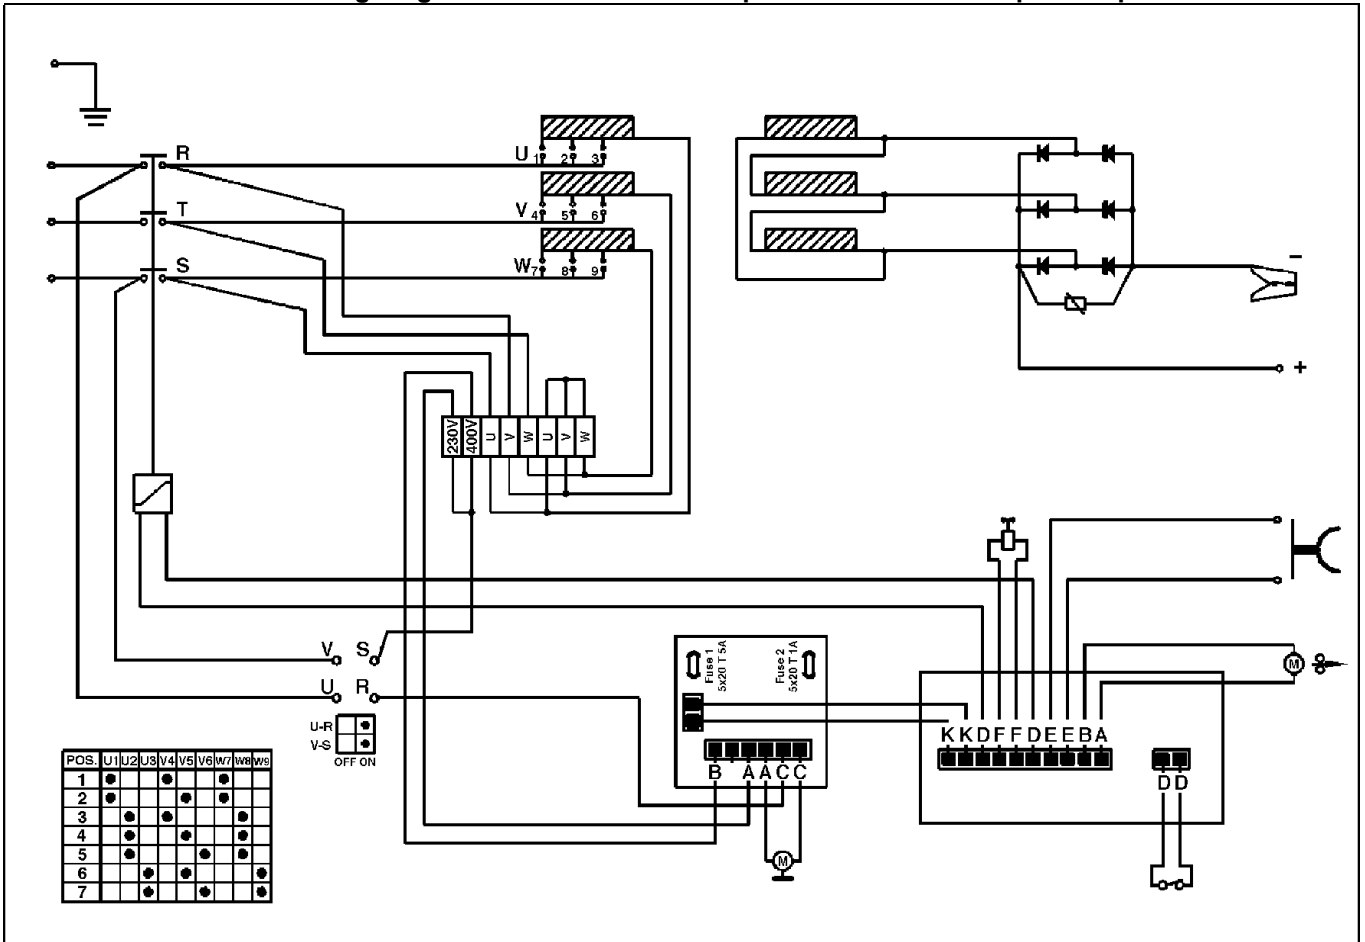 R
U 1 2 3
T
V 4 5 6
S
W 7 8 9
−
+
230V 400V U V W U V W
V S
U R
U-R
V-S
OFF ON
Fuse 1
5x20 T 5A
Fuse 2
5x20 T 1A
B A A C C
M
K K D F F D E E B A
M
D D
POS. U1 U2 U3 V4 V5 V6 W7 W8 W9
1
2
3
4
5
6
7